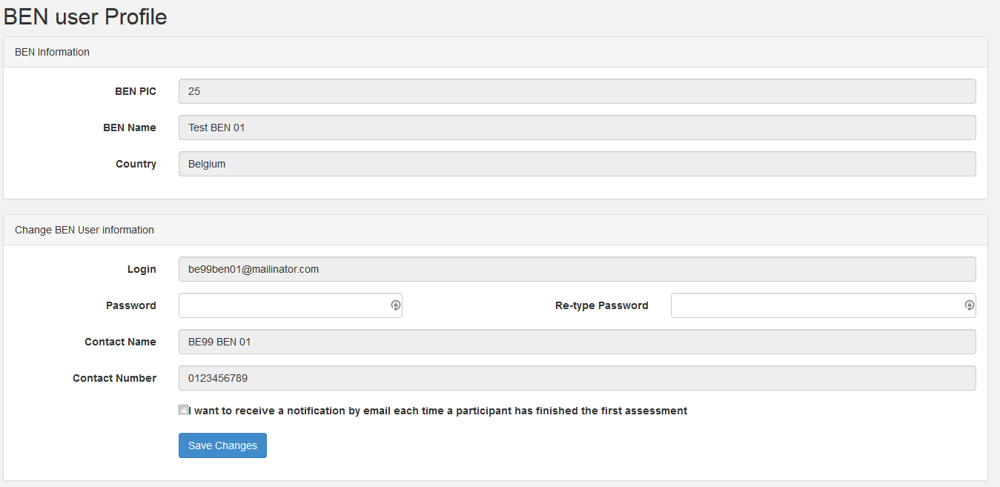 BEN user Profile
BEN Information
BEN PIC 25
BEN Name Test BEN 01
Country Belgium
Change BEN User information
Login be99ben01@mailinator.com
Password Re-type Password
Contact Name BE99 BEN 01
Contact Number 0123456789
I want to receive a notification by email each time a participant has finished the first assessment
Save Changes